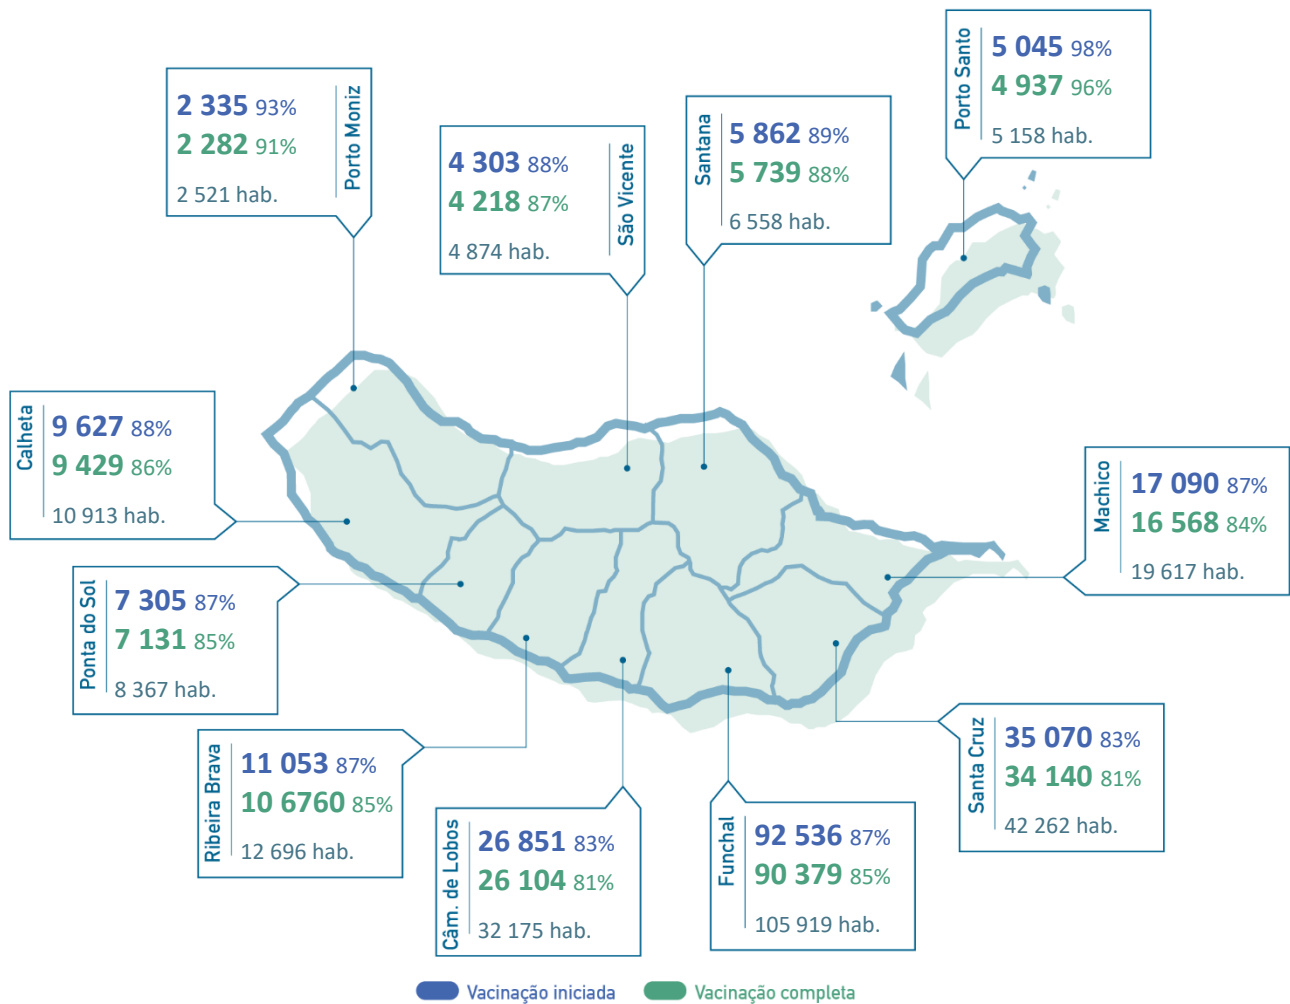 Porto Santo
5 045 98%
4 937 96%
5 158 hab.
Porto Moniz
2 335 93%
2 282 91%
2 521 hab.
Santana
5 862 89%
5 739 88%
6 558 hab.
São Vicente
4 303 88%
4 218 87%
4 874 hab.
Calheta
9 627 88%
9 429 86%
10 913 hab.
Machico
17 090 87%
16 568 84%
19 617 hab.
Ponta do Sol
7 305 87%
7 131 85%
8 367 hab.
Ribeira Brava
11 053 87%
10 6760 85%
12 696 hab.
Santa Cruz
35 070 83%
34 140 81%
42 262 hab.
Câm. de Lobos
26 851 83%
26 104 81%
32 175 hab.
Funchal
92 536 87%
90 379 85%
105 919 hab.
Vacinação iniciada
Vacinação completa